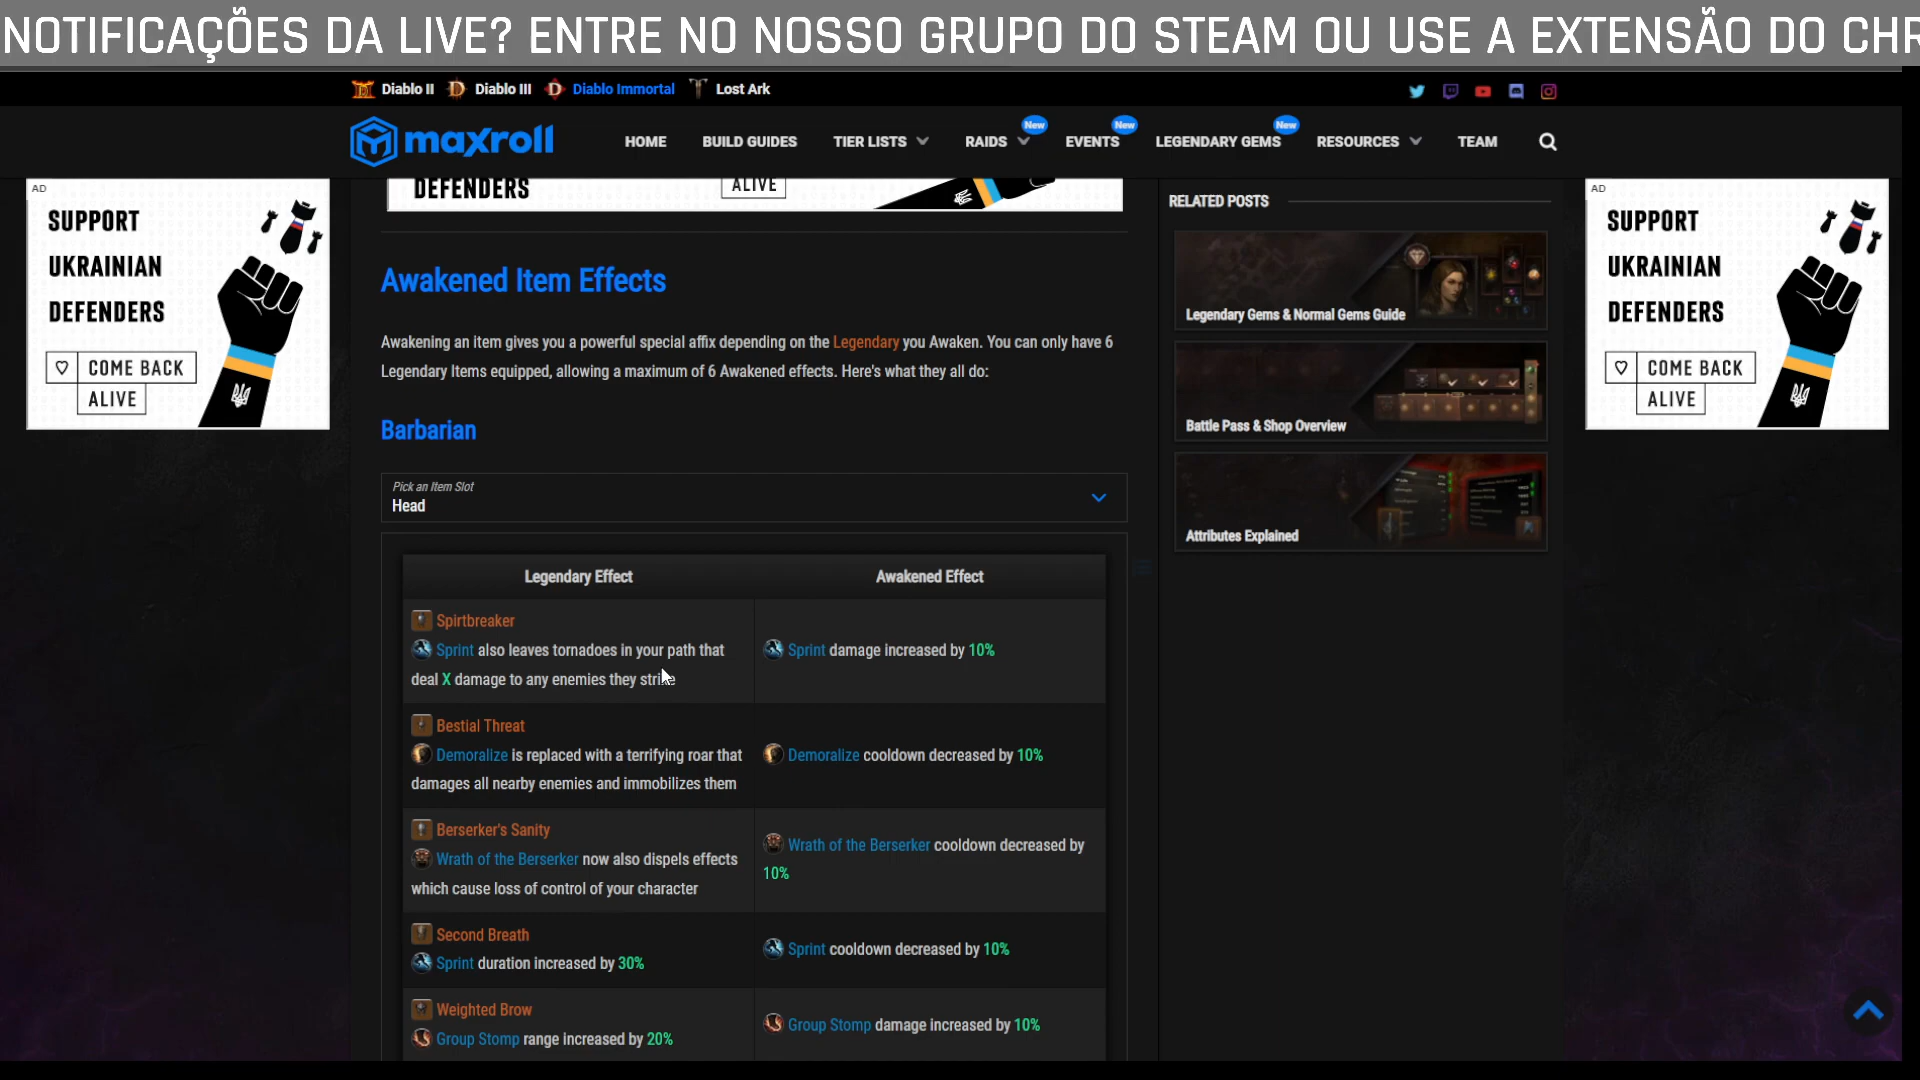 NOTIFICAÇÕES DA LIVE? ENTRE NO NOSSO GRUPO DO STEAM OU USE A EXTENSÃO DO CHR
Diablo II Diablo III Diablo Immortal Lost Ark
maxroll
HOME BUILD GUIDES TIER LISTS RAIDS New EVENTS New LEGENDARY GEMS New RESOURCES TEAM
AD
SUPPORT
UKRAINIAN
DEFENDERS
COME BACK
ALIVE
DEFENDERS
ALIVE
Awakened Item Effects
Awakening an item gives you a powerful special affix depending on the Legendary you Awaken. You can only have 6
Legendary Items equipped, allowing a maximum of 6 Awakened effects. Here's what they all do:
Barbarian
Pick an Item Slot
Head
Legendary Effect Awakened Effect
Spirtbreaker
Sprint also leaves tornadoes in your path that
deal X damage to any enemies they strike
Sprint damage increased by 10%
Bestial Threat
Demoralize is replaced with a terrifying roar that
damages all nearby enemies and immobilizes them
Demoralize cooldown decreased by 10%
Berserker's Sanity
Wrath of the Berserker now also dispels effects
which cause loss of control of your character
Wrath of the Berserker cooldown decreased by
10%
Second Breath
Sprint duration increased by 30%
Sprint cooldown decreased by 10%
Weighted Brow
Group Stomp range increased by 20%
Group Stomp damage increased by 10%
RELATED POSTS
Legendary Gems & Normal Gems Guide
Battle Pass & Shop Overview
Attributes Explained
AD
SUPPORT
UKRAINIAN
DEFENDERS
COME BACK
ALIVE